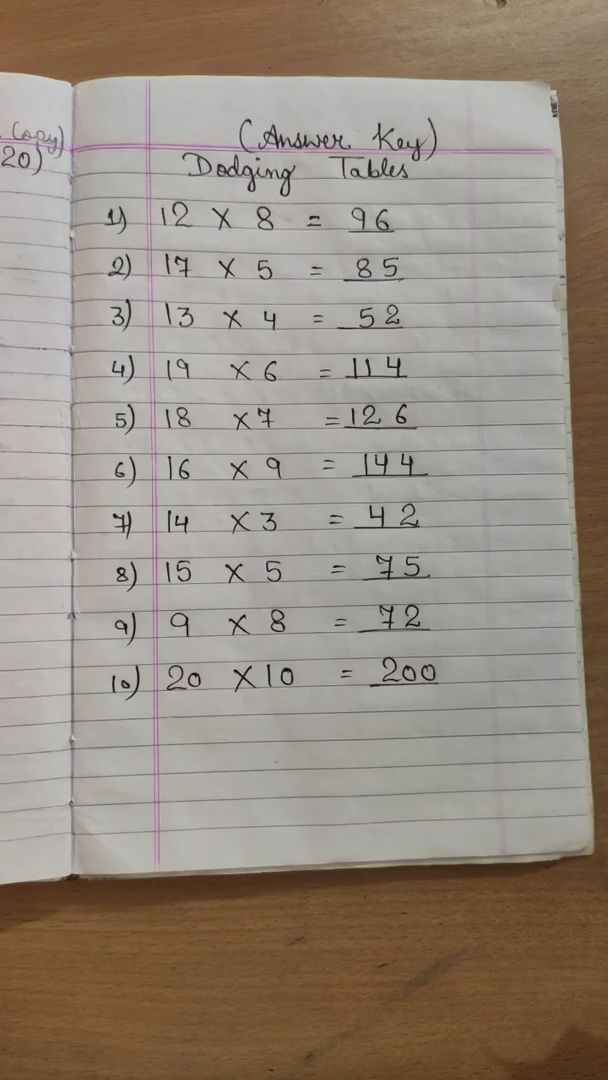 Copy)
20)
(Answer Key)
Dodging Tables
1) 12 X 8 = 96
2) 17 X 5 = 85
3) 13 X 4 = 52
4) 19 X 6 = 114
5) 18 X 7 = 126
6) 16 X 9 = 144
7) 14 X 3 = 42
8) 15 X 5 = 75
9) 9 X 8 = 72
10) 20 X 10 = 200